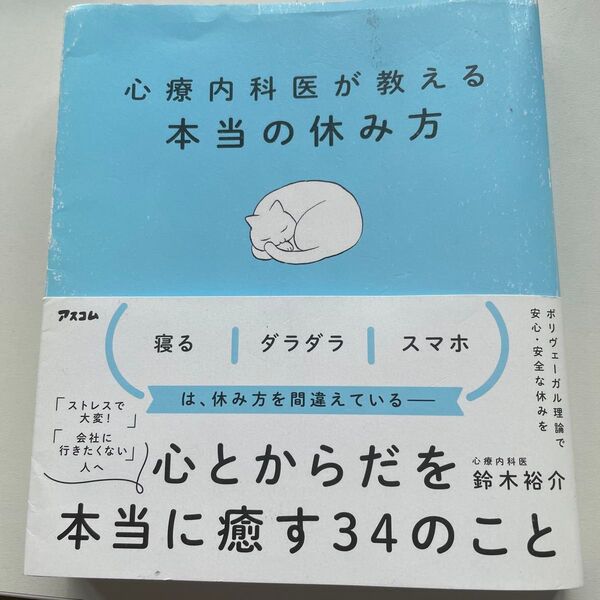 心療内科医が教える
本当の休み方
アスコム
寝る
ダラダラ
スマホ
は、休み方を間違えている——
ポリヴェーガル理論で
安心・安全な休みを
「ストレスで
大変!」
「会社に
行きたくない」
人へ
心とからだを
心療内科医
鈴木裕介
本当に癒す34のこと